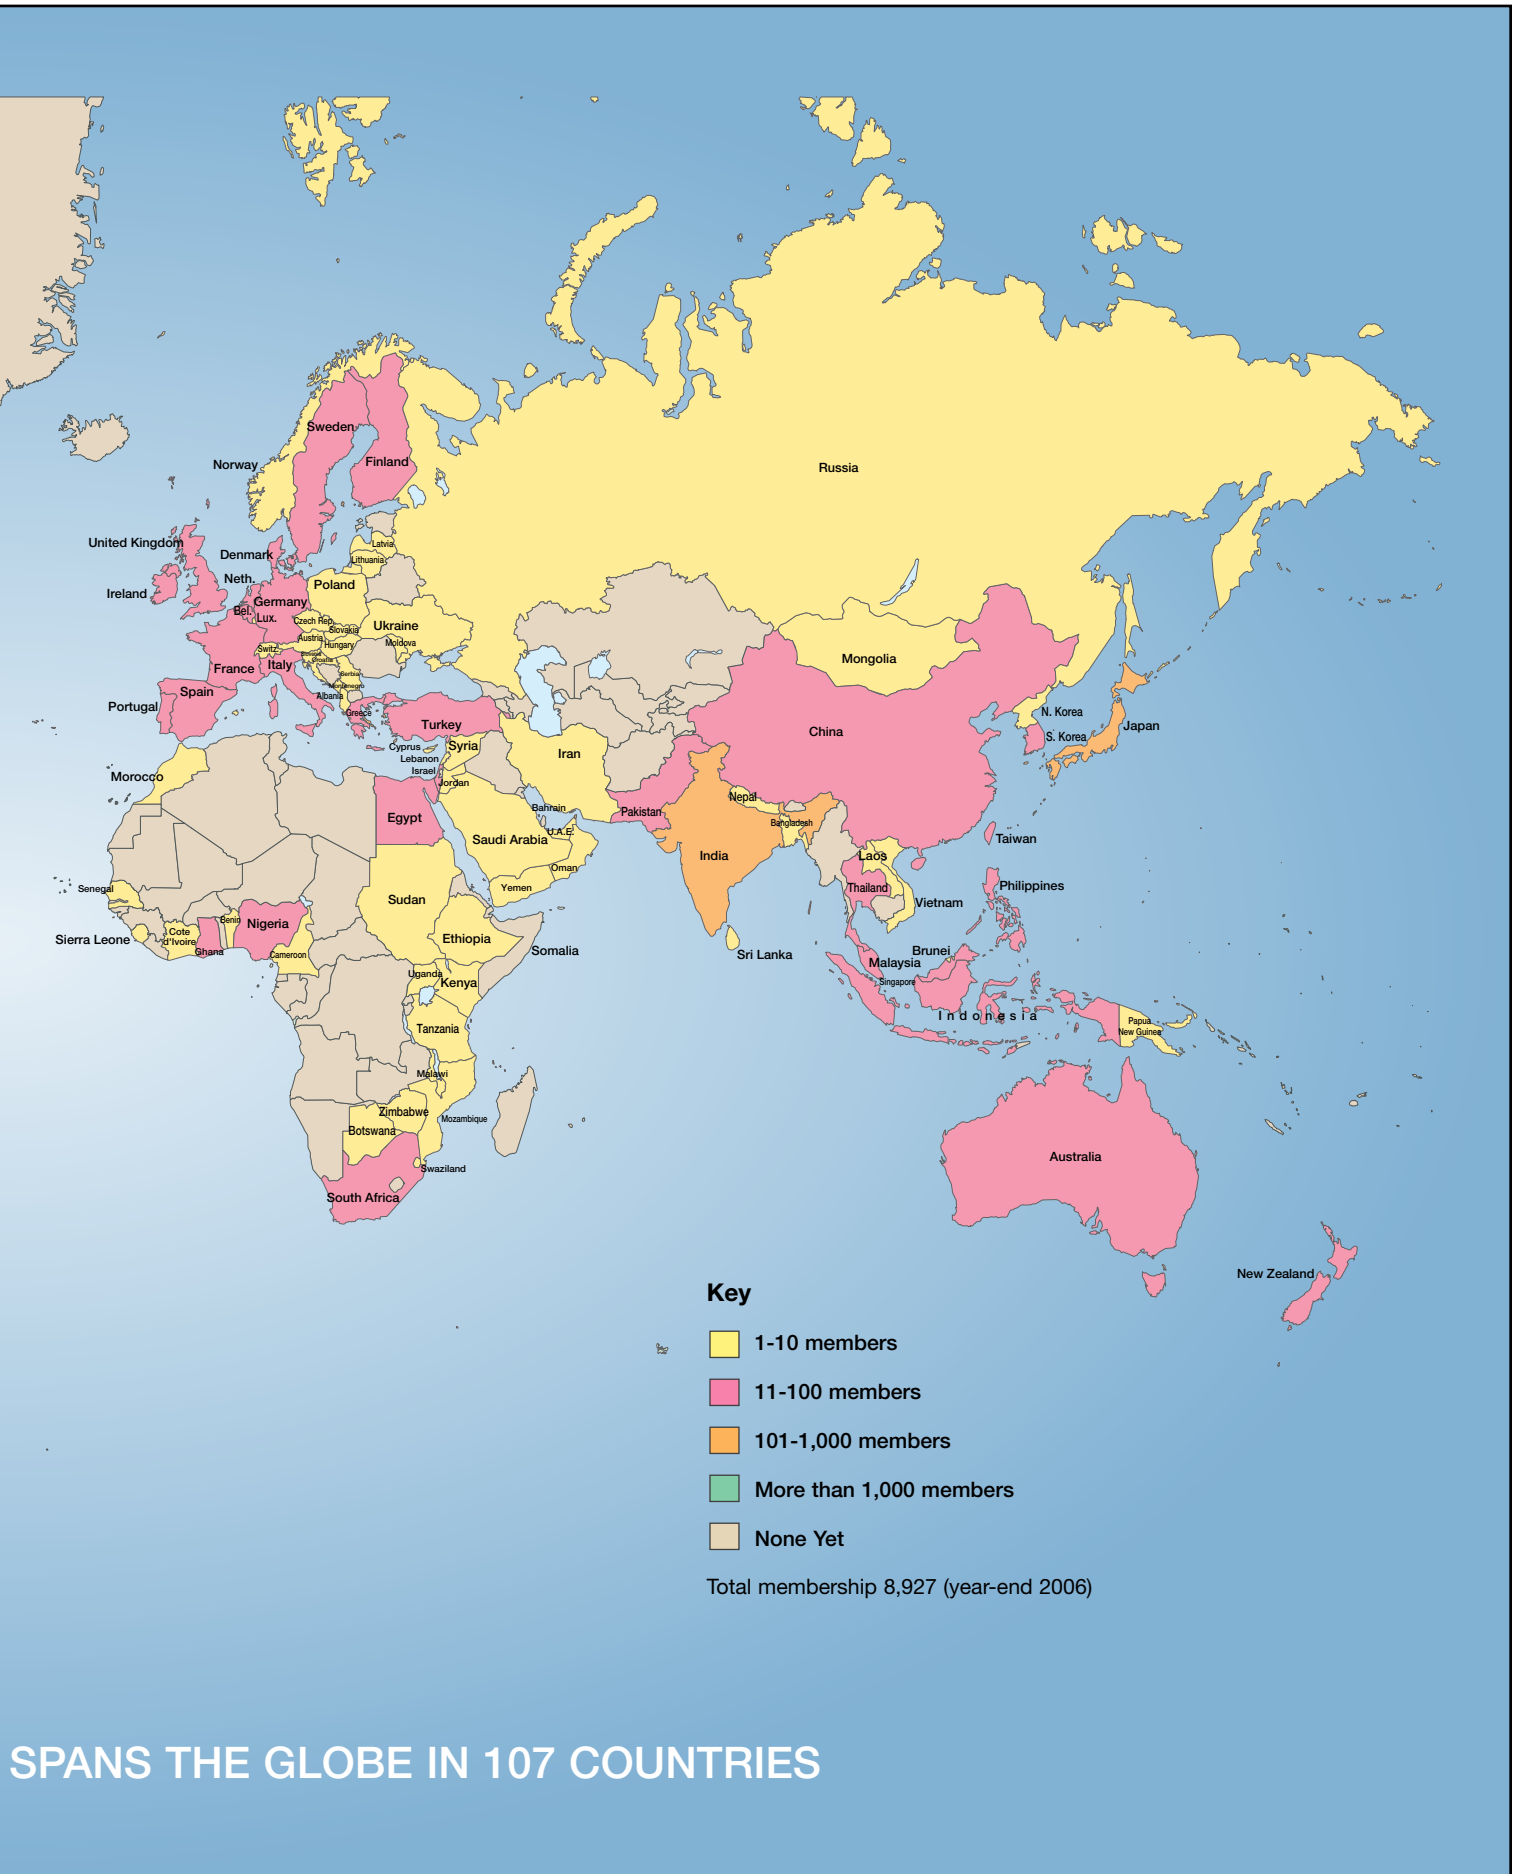 Sweden
Norway
Finland
Russia
United Kingdom
Denmark
Latvia
Lithuania
Neth.
Ireland
Poland
Germany
Bel.
Lux.
Czech Rep.
Slovakia
Ukraine
Austria
Hungary
Moldova
Switz.
Slovenia
Croatia
France
Italy
Serbia
Montenegro
Mongolia
Spain
Albania
Portugal
Greece
Turkey
N. Korea
Japan
S. Korea
China
Cyprus
Syria
Lebanon
Israel
Iran
Morocco
Jordan
Nepal
Bahrain
Pakistan
Egypt
Bangladesh
U.A.E.
Saudi Arabia
Taiwan
India
Laos
Oman
Senegal
Yemen
Thailand
Philippines
Sudan
Vietnam
Benin
Nigeria
Cote
d'Ivoire
Sierra Leone
Ghana
Ethiopia
Somalia
Cameroon
Sri Lanka
Brunei
Malaysia
Uganda
Kenya
Singapore
Indonesia
Tanzania
Papua
New Guinea
Malawi
Zimbabwe
Mozambique
Botswana
Australia
Swaziland
South Africa
New Zealand
Key
1-10 members
11-100 members
101-1,000 members
More than 1,000 members
None Yet
Total membership 8,927 (year-end 2006)
SPANS THE GLOBE IN 107 COUNTRIES